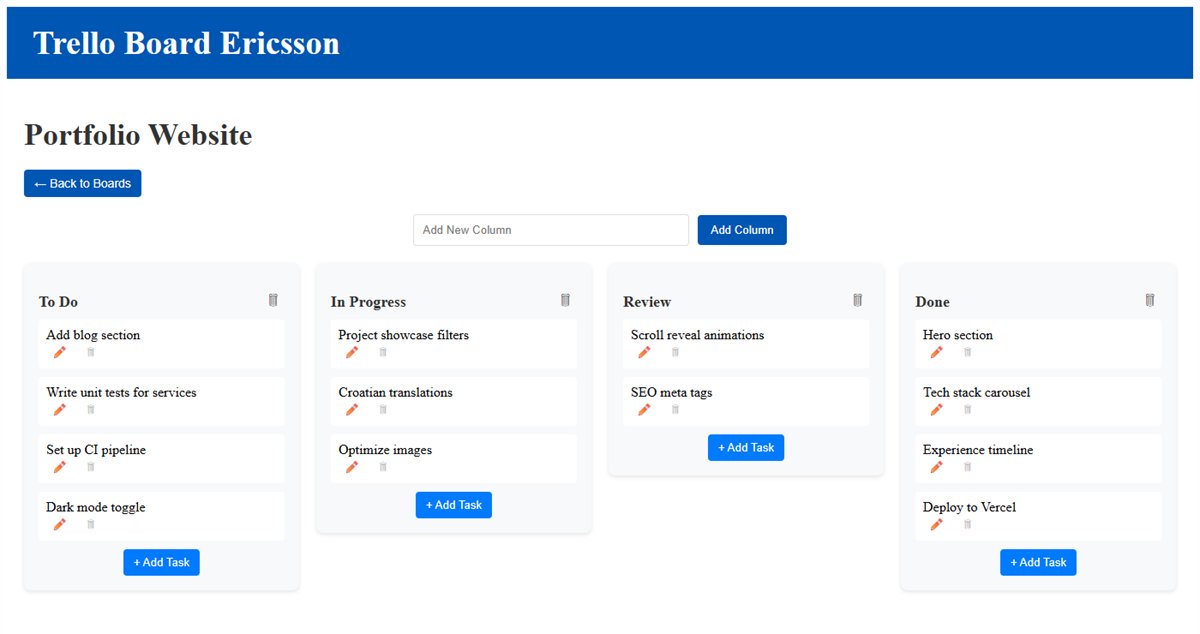 Trello Board Ericsson
Portfolio Website
← Back to Boards
Add New Column
Add Column
To Do
Add blog section
Write unit tests for services
Set up CI pipeline
Dark mode toggle
+ Add Task
In Progress
Project showcase filters
Croatian translations
Optimize images
+ Add Task
Review
Scroll reveal animations
SEO meta tags
+ Add Task
Done
Hero section
Tech stack carousel
Experience timeline
Deploy to Vercel
+ Add Task